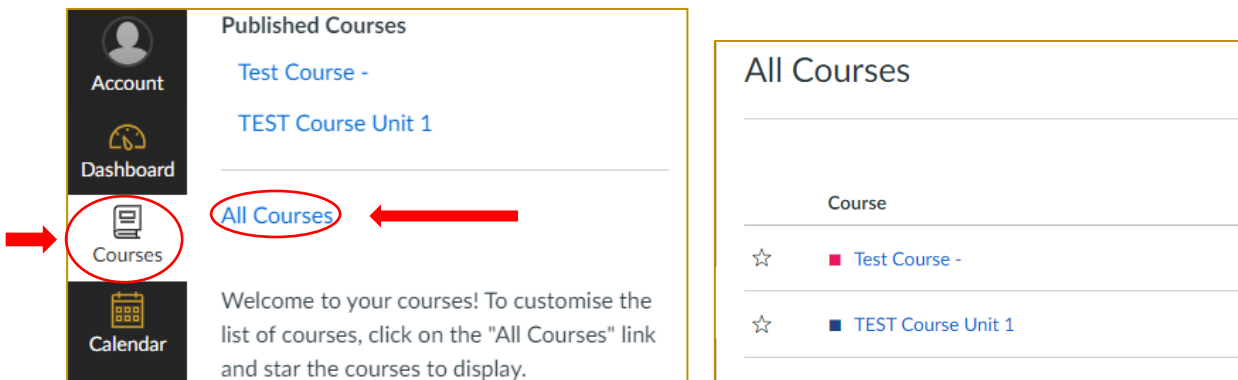 Account
Dashboard
Courses
Calendar
Published Courses
Test Course -
TEST Course Unit 1
All Courses
Welcome to your courses! To customise the
list of courses, click on the "All Courses" link
and star the courses to display.
All Courses
Course
Test Course -
TEST Course Unit 1